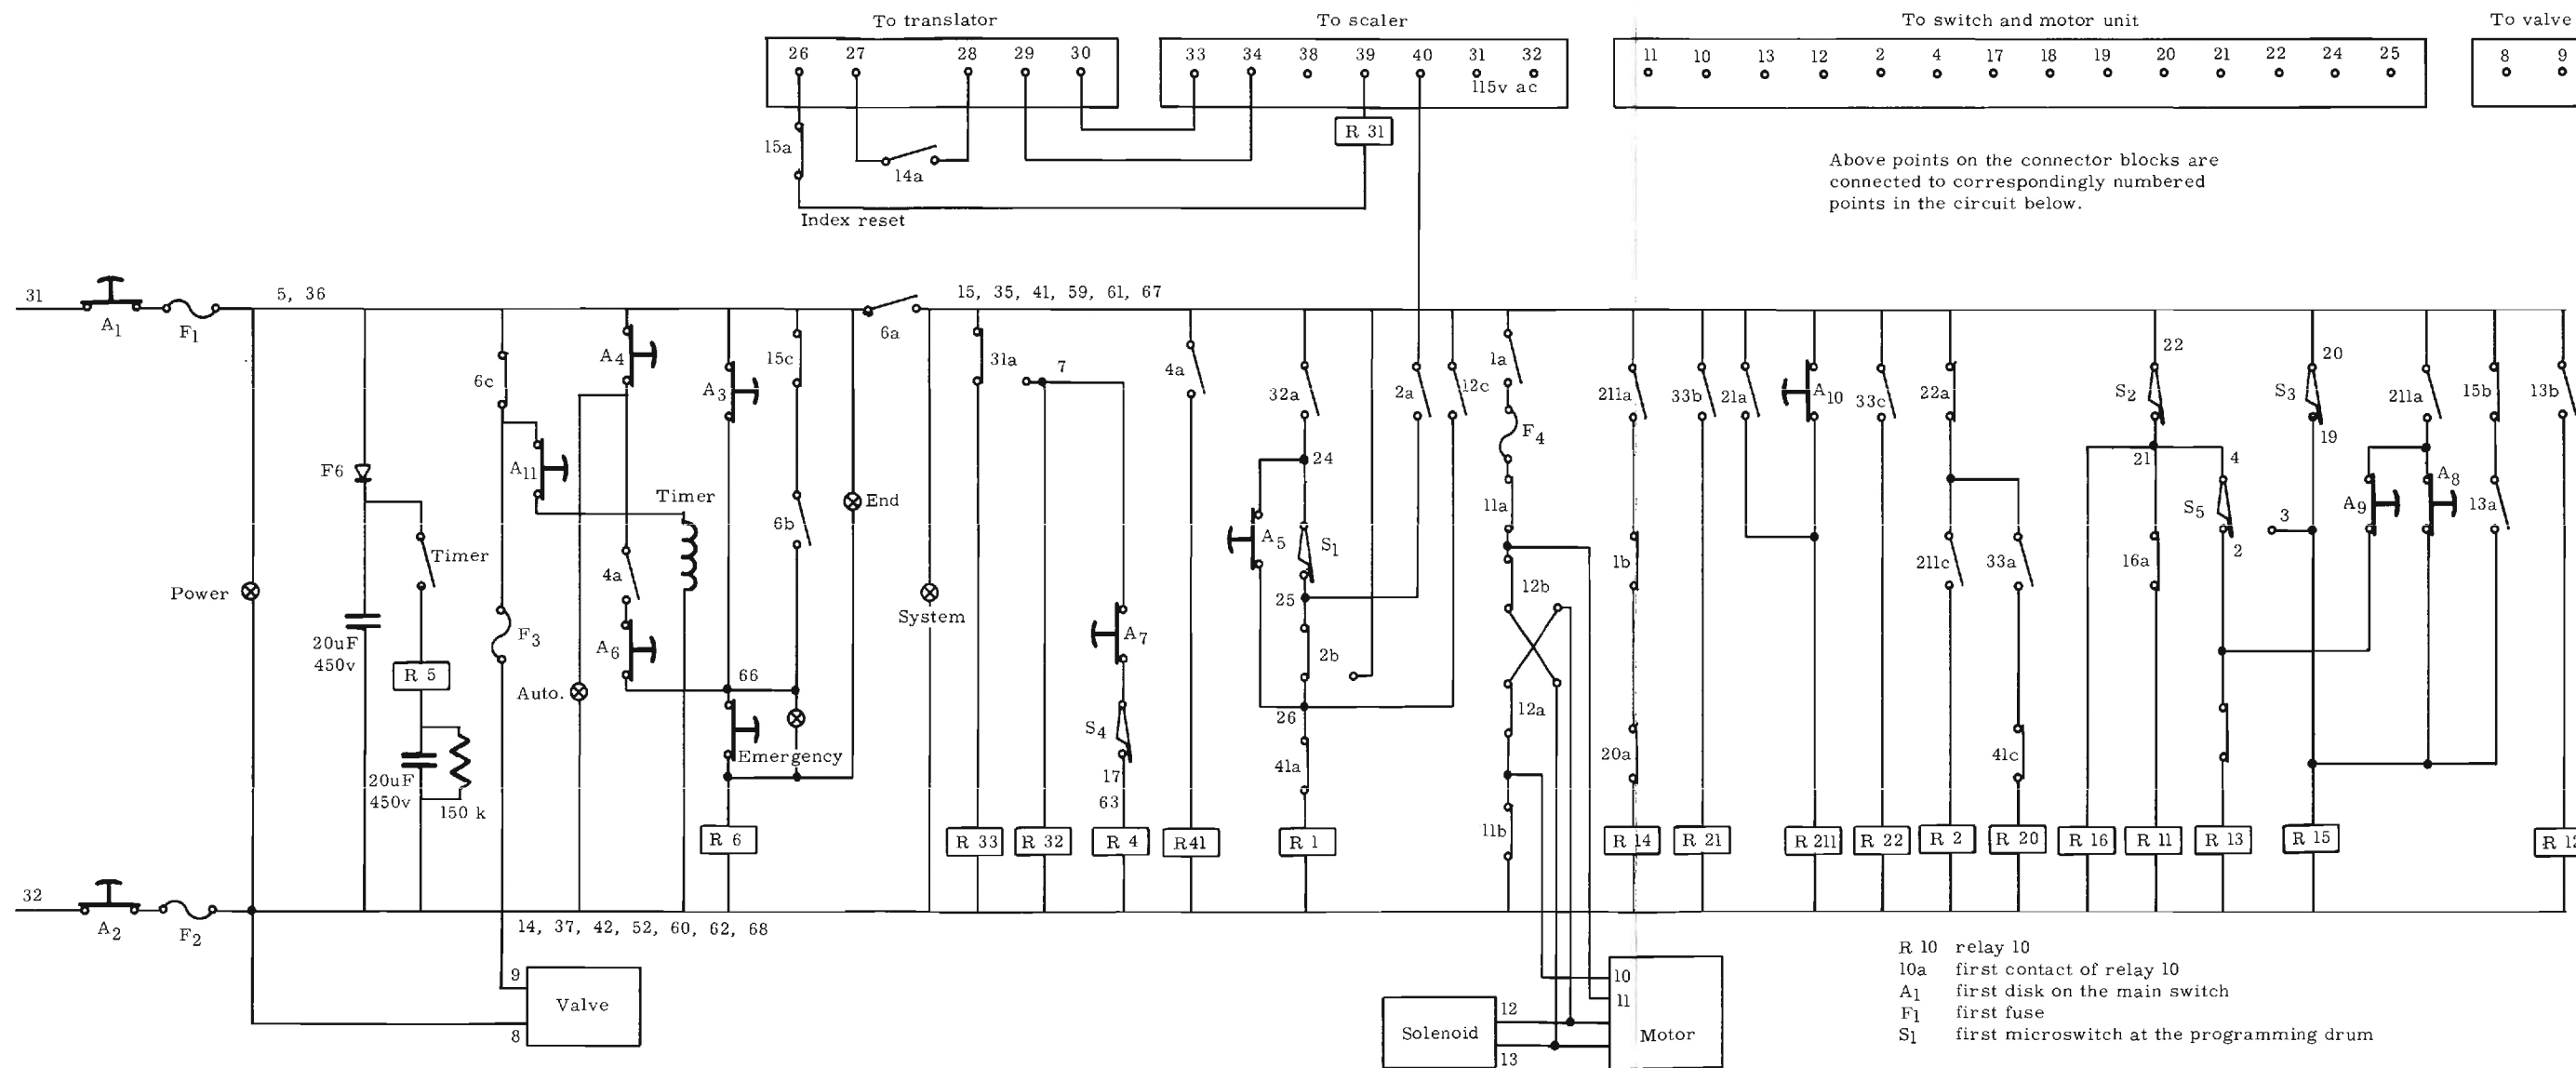 To translator
To scaler
To switch and motor unit
To valve
26 27 28 29 30
33 34 38 39 40 31 32
115v ac
11 10 13 12 2 4 17 18 19 20 21 22 24 25
8 9
15a
14a
R 31
Index reset
Above points on the connector blocks are
connected to correspondingly numbered
points in the circuit below.
31
A1
F1
5, 36
6a
15, 35, 41, 59, 61, 67
6c
A4
A3
15c
31a
7
4a
32a
2a
12c
1a
211a
33b
21a
A10
33c
22a
22
S2
20
S3
19
211a
15b
13b
F6
A11
Timer
Timer
End
6b
4a
A6
66
Power
20uF
450v
R 5
20uF
450v
150 k
F3
Auto.
Emergency
R 6
System
A7
S4
17
63
24
A5
S1
25
2b
26
41a
F4
11a
12b
12a
11b
1b
20a
211c
33a
41c
21
16a
4
S5
2
3
A9
A8
13a
R 33
R 32
R 4
R41
R 1
R 14
R 21
R 211
R 22
R 2
R 20
R 16
R 11
R 13
R 15
R 12
32
A2
F2
14, 37, 42, 52, 60, 62, 68
9
Valve
8
Solenoid
12
13
10
11
Motor
R 10 relay 10
10a first contact of relay 10
A1 first disk on the main switch
F1 first fuse
S1 first microswitch at the programming drum